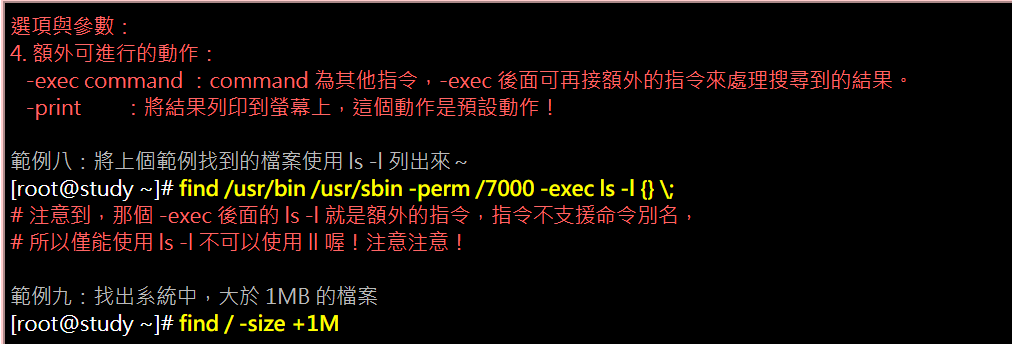 選項與參數：
4. 額外可進行的動作：
-exec command ：command 為其他指令，-exec 後面可再接額外的指令來處理搜尋到的結果。
-print ：將結果列印到螢幕上，這個動作是預設動作！
範例八：將上個範例找到的檔案使用 ls -l 列出來～
[root@study ~]# find /usr/bin /usr/sbin -perm /7000 -exec ls -l {} \;
# 注意到，那個 -exec 後面的 ls -l 就是額外的指令，指令不支援命令別名，
# 所以僅能使用 ls -l 不可以使用 ll 喔！注意注意！
範例九：找出系統中，大於 1MB 的檔案
[root@study ~]# find / -size +1M